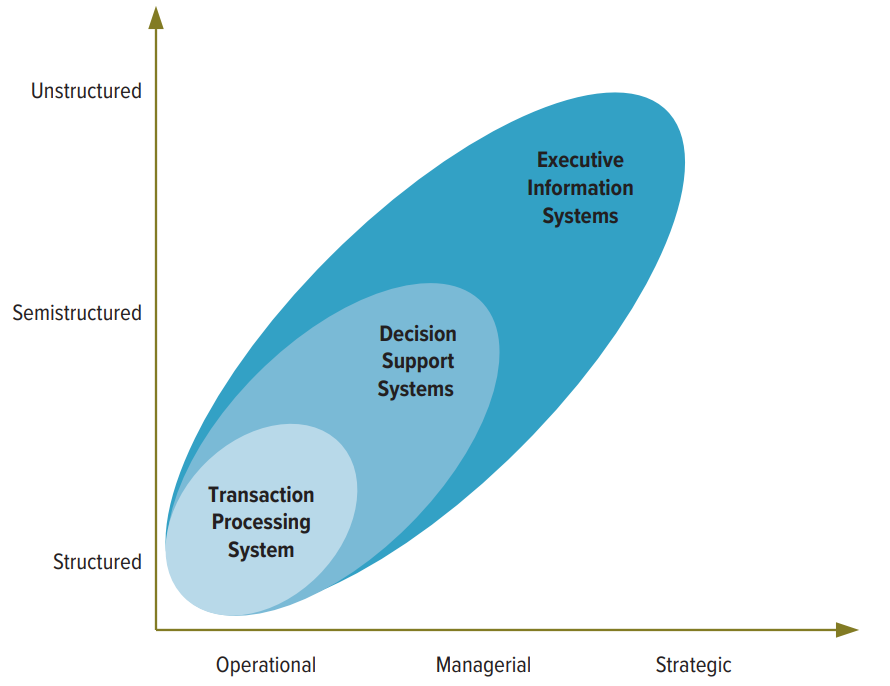 Unstructured
Executive
Information
Systems
Semistructured
Decision
Support
Systems
Transaction
Processing
System
Structured
Operational
Managerial
Strategic